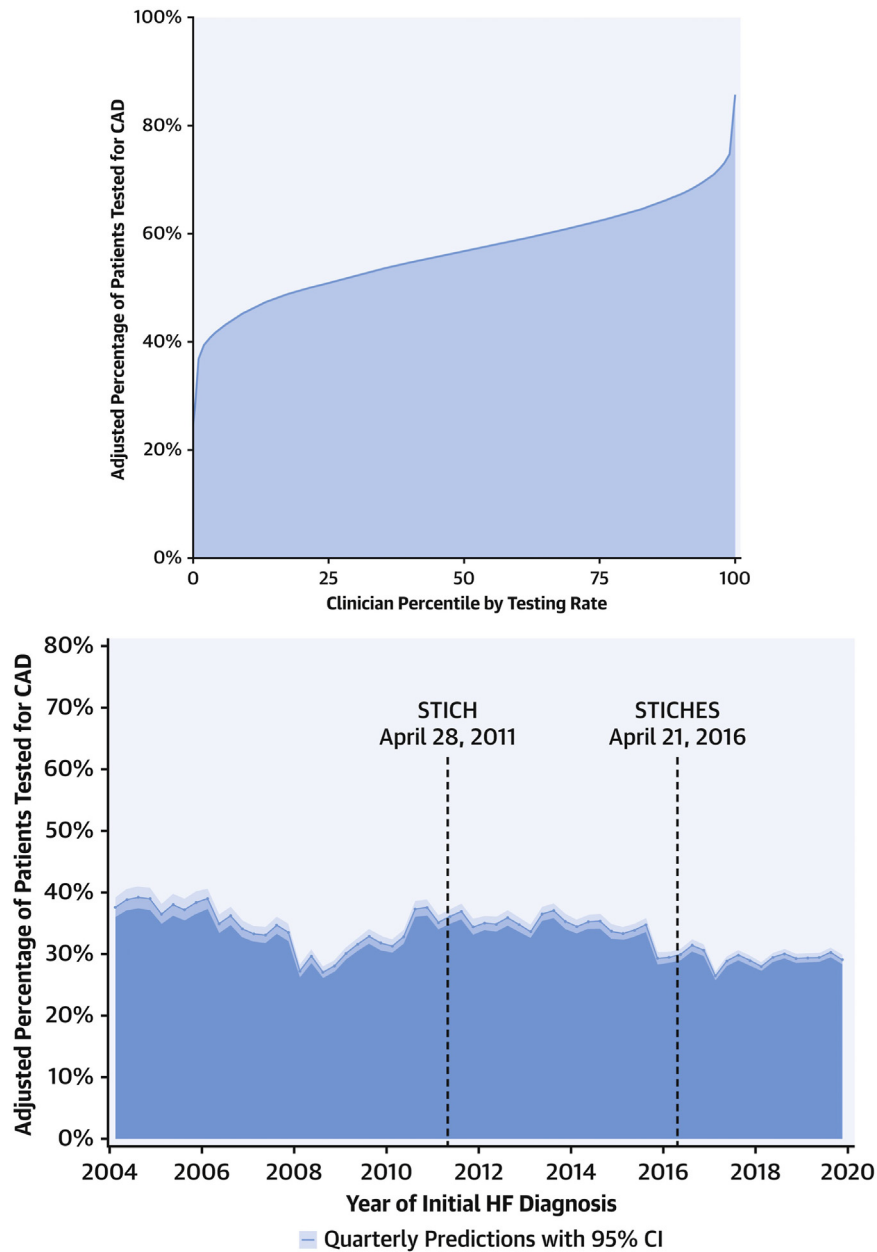 Adjusted Percentage of Patients Tested for CAD
100%
80%
60%
40%
20%
0%
0 25 50 75 100
Clinician Percentile by Testing Rate
Adjusted Percentage of Patients Tested for CAD
80%
70%
60%
50%
40%
30%
20%
10%
0%
STICH
April 28, 2011
STICHES
April 21, 2016
2004 2006 2008 2010 2012 2014 2016 2018 2020
Year of Initial HF Diagnosis
Quarterly Predictions with 95% CI